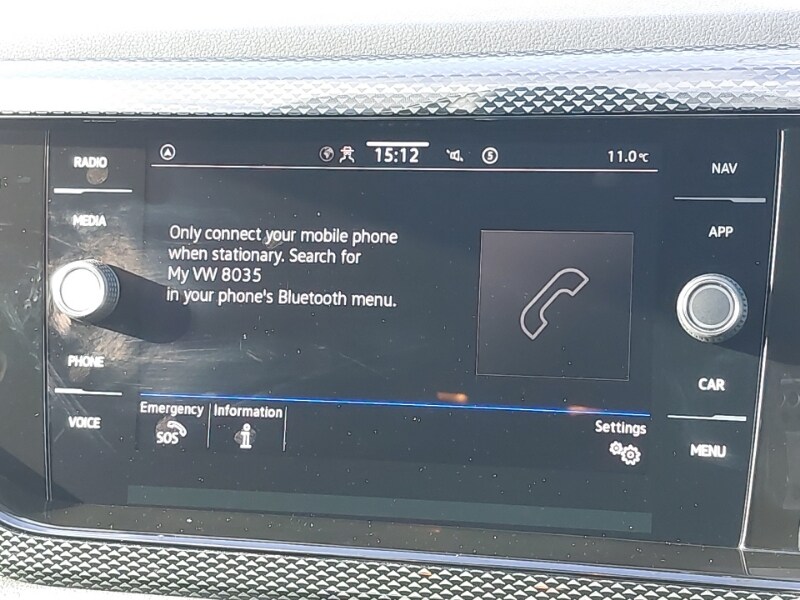 RADIO
MEDIA
PHONE
VOICE
15:12
5
11.0°C
Only connect your mobile phone
when stationary. Search for
My VW 8035
in your phone's Bluetooth menu.
Emergency
SOS
Information
i
Settings
NAV
APP
CAR
MENU